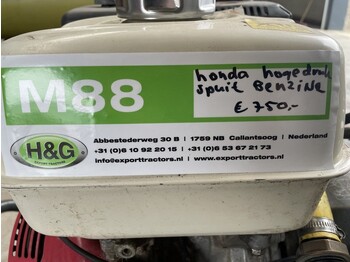 M88
honda hogedruk
spuit Benzine
€ 750,-
H&G
Abbestederweg 30 B | 1759 NB Callantsoog | Nederland
+31 (0)6 10 92 20 15 | +31 (0)6 53 67 21 73
info@exporttractors.nl | www.exporttractors.nl